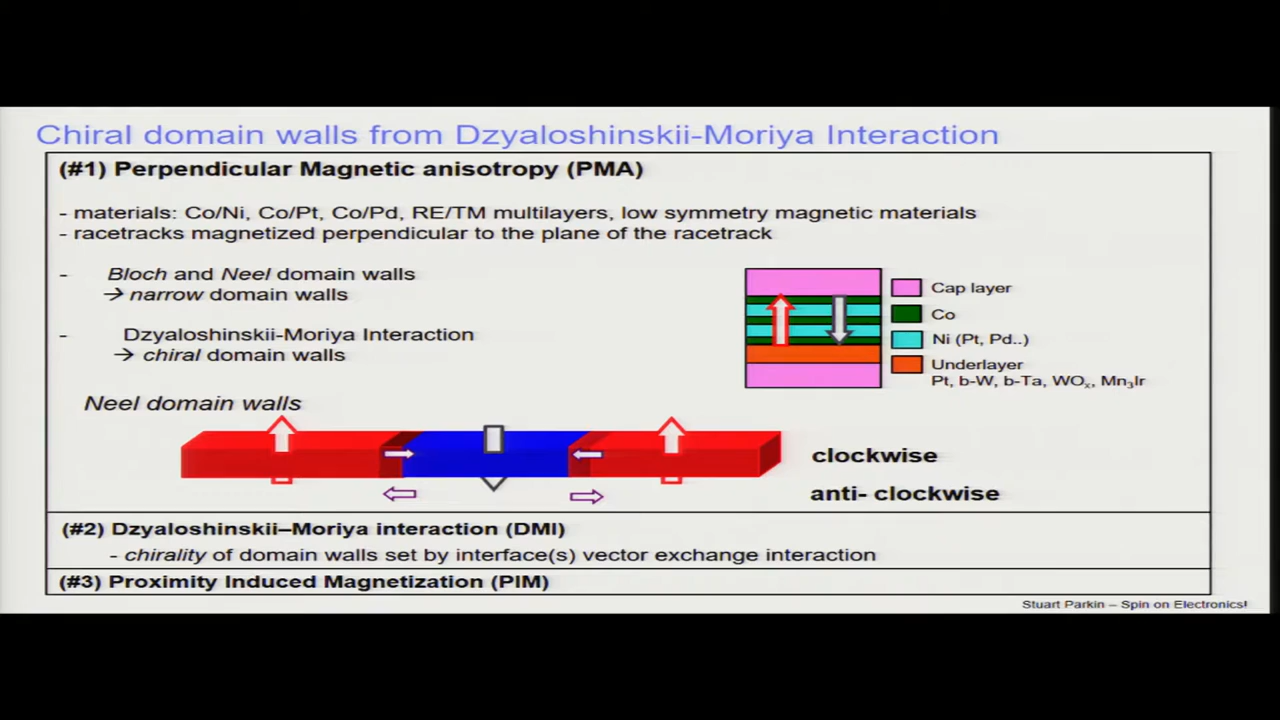 Chiral domain walls from Dzyaloshinskii-Moriya Interaction
(#1) Perpendicular Magnetic anisotropy (PMA)
- materials: Co/Ni, Co/Pt, Co/Pd, RE/TM multilayers, low symmetry magnetic materials
- racetracks magnetized perpendicular to the plane of the racetrack
- Bloch and Neel domain walls
→ narrow domain walls
- Dzyaloshinskii-Moriya Interaction
→ chiral domain walls
Cap layer
Co
Ni (Pt, Pd..)
Underlayer
Pt, b-W, b-Ta, WOₓ, Mn₃Ir
Neel domain walls
clockwise
anti- clockwise
(#2) Dzyaloshinskii–Moriya interaction (DMI)
- chirality of domain walls set by interface(s) vector exchange interaction
(#3) Proximity Induced Magnetization (PIM)
Stuart Parkin – Spin on Electronics!